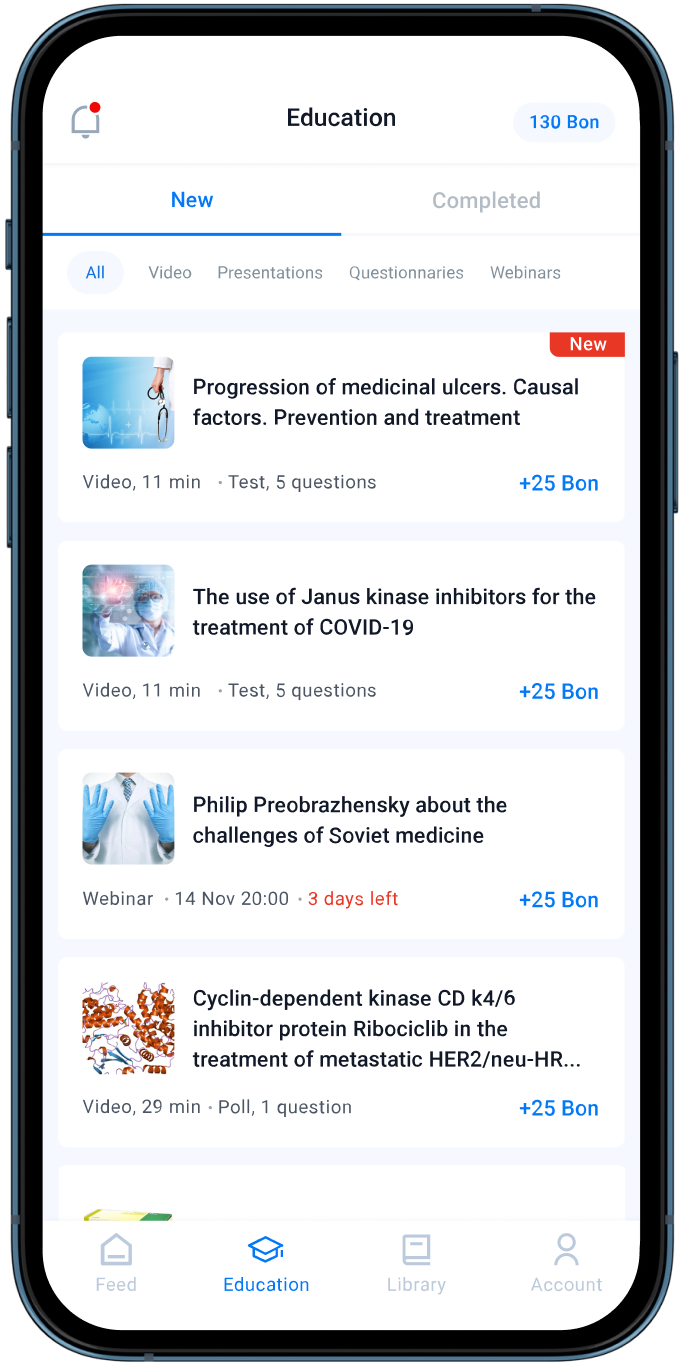 Education
130 Bon
New
Completed
All
Video
Presentations
Questionnaries
Webinars
New
Progression of medicinal ulcers. Causal
factors. Prevention and treatment
Video, 11 min · Test, 5 questions
+25 Bon
The use of Janus kinase inhibitors for the
treatment of COVID-19
Video, 11 min · Test, 5 questions
+25 Bon
Philip Preobrazhensky about the
challenges of Soviet medicine
Webinar · 14 Nov 20:00 · 3 days left
+25 Bon
Cyclin-dependent kinase CD k4/6
inhibitor protein Ribociclib in the
treatment of metastatic HER2/neu-HR...
Video, 29 min · Poll, 1 question
+25 Bon
Feed
Education
Library
Account